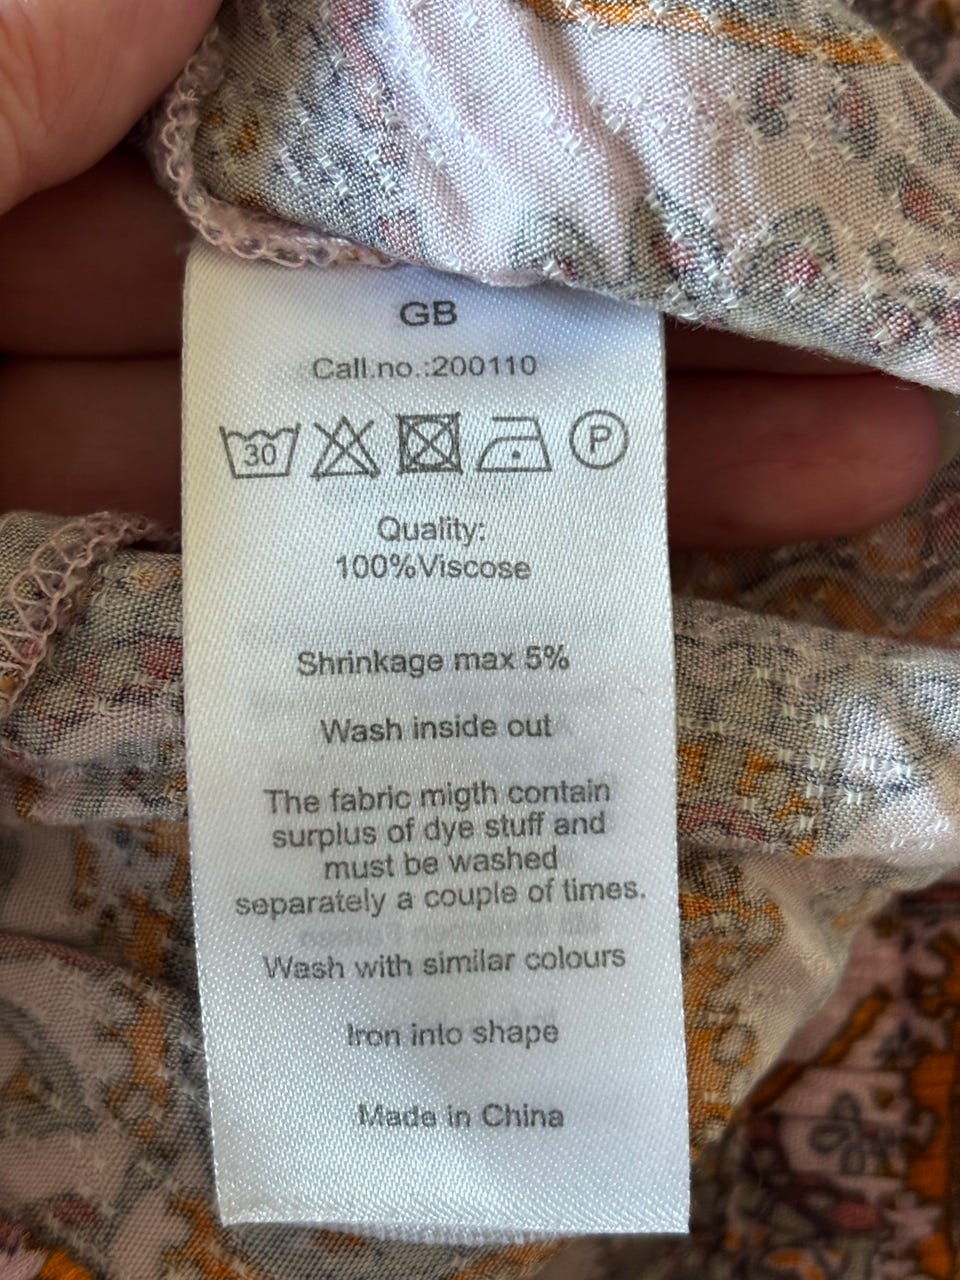 GB
Call.no.:200110
30 P
Quality:
100%Viscose
Shrinkage max 5%
Wash inside out
The fabric migth contain
surplus of dye stuff and
must be washed
separately a couple of times.
Wash with similar colours
Iron into shape
Made in China